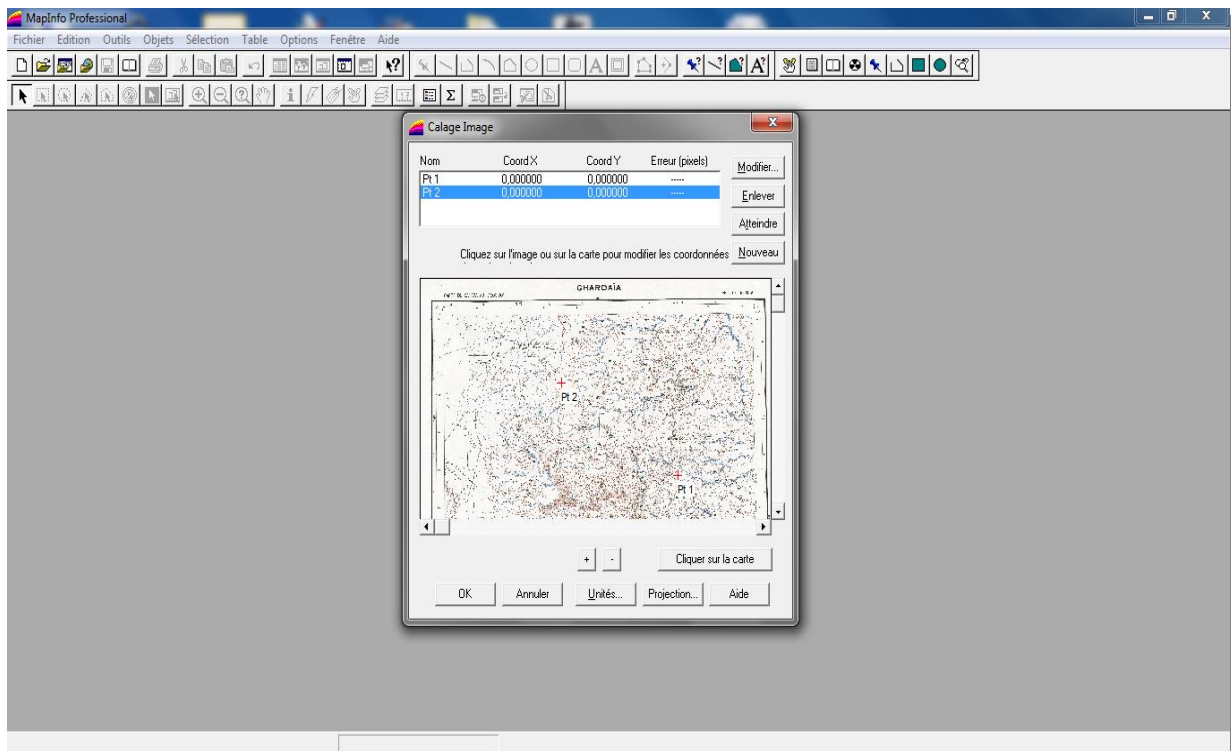 MapInfo Professional
Fichier Edition Outils Objets Sélection Table Options Fenêtre Aide
Calage Image
Nom Coord X Coord Y Erreur (pixels)
Pt 1 0,000000 0,000000 -----
Pt 2 0,000000 0,000000 -----
Modifier...
Enlever
Atteindre
Nouveau
Cliquez sur l'image ou sur la carte pour modifier les coordonnées
GHARDAÏA
Pt 2
Pt 1
+ - Cliquer sur la carte
OK Annuler Unités... Projection... Aide